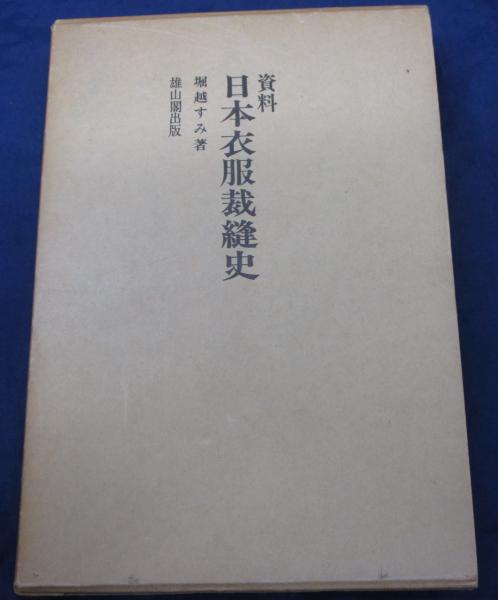 資料
日本衣服裁縫史
堀越すみ著
雄山閣出版